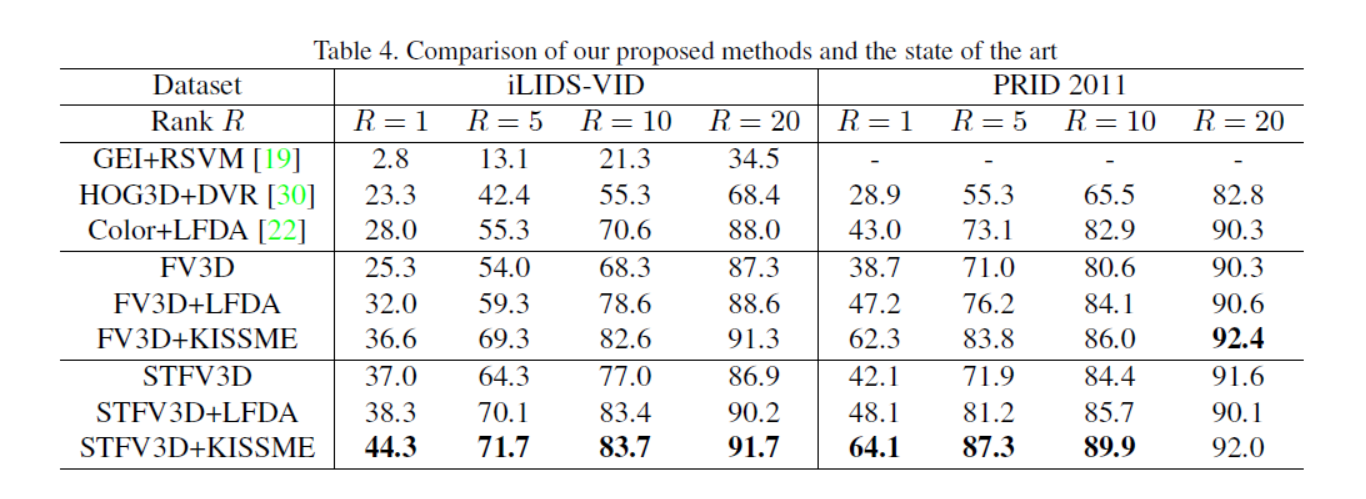 Table 4. Comparison of our proposed methods and the state of the art
Dataset iLIDS-VID PRID 2011
Rank R R = 1 R = 5 R = 10 R = 20 R = 1 R = 5 R = 10 R = 20
GEI+RSVM [19] 2.8 13.1 21.3 34.5 - - - -
HOG3D+DVR [30] 23.3 42.4 55.3 68.4 28.9 55.3 65.5 82.8
Color+LFDA [22] 28.0 55.3 70.6 88.0 43.0 73.1 82.9 90.3
FV3D 25.3 54.0 68.3 87.3 38.7 71.0 80.6 90.3
FV3D+LFDA 32.0 59.3 78.6 88.6 47.2 76.2 84.1 90.6
FV3D+KISSME 36.6 69.3 82.6 91.3 62.3 83.8 86.0 92.4
STFV3D 37.0 64.3 77.0 86.9 42.1 71.9 84.4 91.6
STFV3D+LFDA 38.3 70.1 83.4 90.2 48.1 81.2 85.7 90.1
STFV3D+KISSME 44.3 71.7 83.7 91.7 64.1 87.3 89.9 92.0